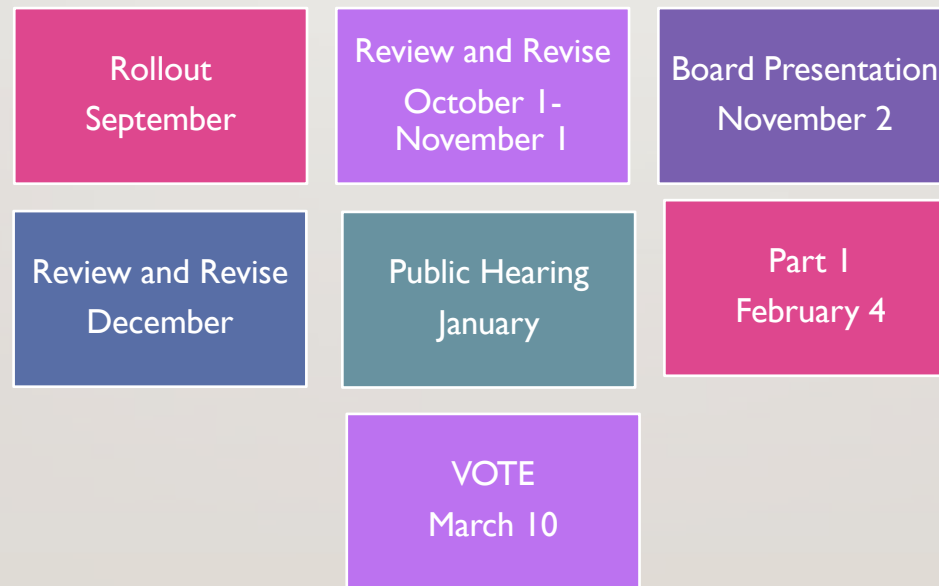 Rollout
September
Review and Revise
October 1-
November 1
Board Presentation
November 2
Review and Revise
December
Public Hearing
January
Part 1
February 4
VOTE
March 10